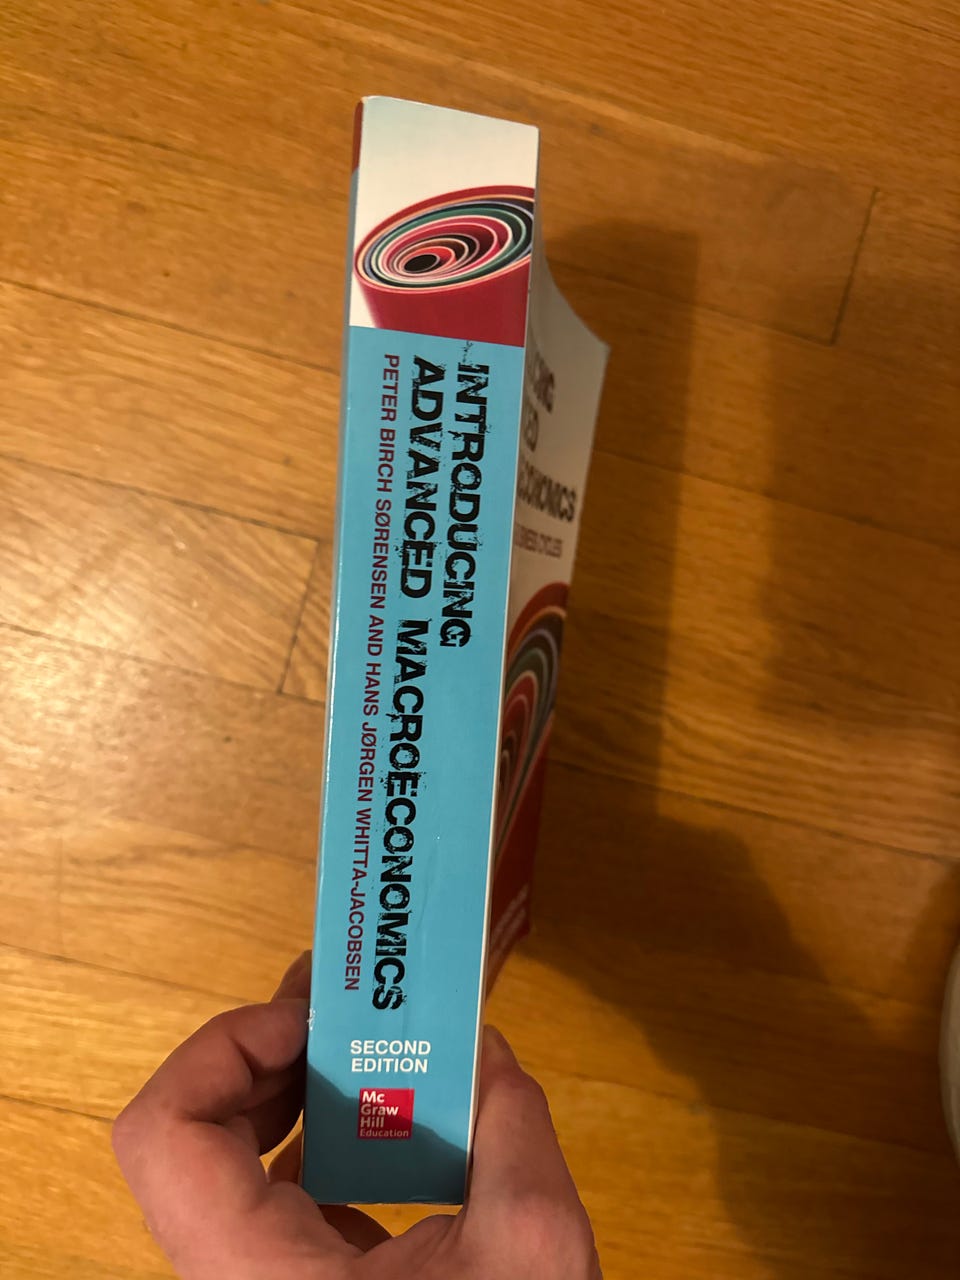 INTRODUCING
ADVANCED MACROECONOMICS
PETER BIRCH SØRENSEN AND HANS JØRGEN WHITTA-JACOBSEN
SECOND
EDITION
Mc
Graw
Hill
Education